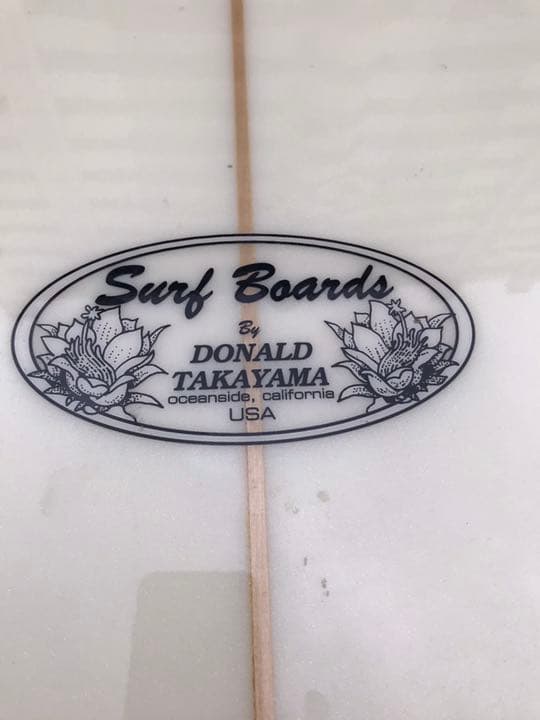 Surf Boards
By
DONALD
TAKAYAMA
oceanside, california
USA